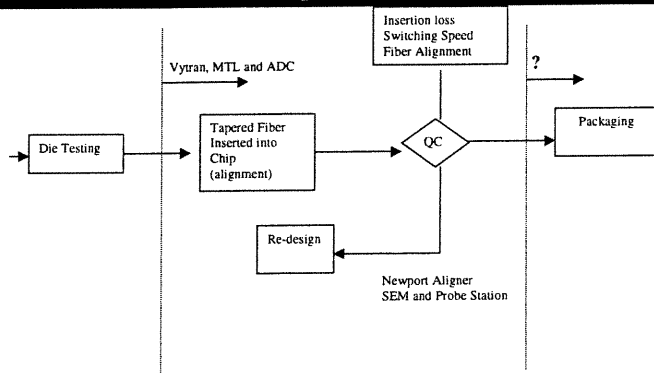 Insertion loss
Switching Speed
Fiber Alignment
Vytran, MTL and ADC
?
Die Testing
Tapered Fiber
Inserted into
Chip
(alignment)
QC
Packaging
Re-design
Newport Aligner
SEM and Probe Station